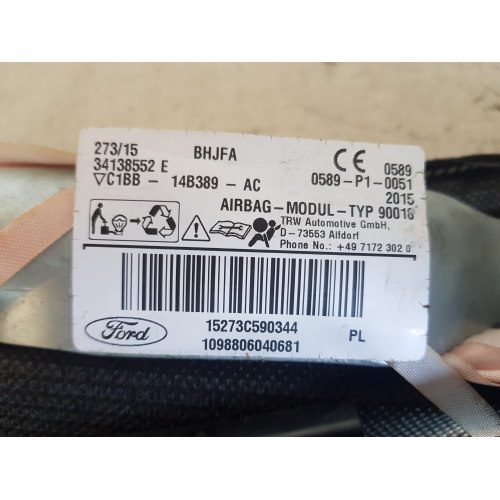 273/15 BHJFA
34138552 E CE 0589
C1BB - 14B389 - AC 0589-P1-0051
2015
AIRBAG-MODUL-TYP 90016
TRW Automotive GmbH,
D-73553 Alfdorf
Phone No.: +49 7172 302 0
15273C590344 PL
Ford 1098806040681